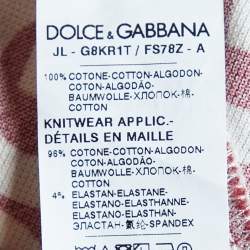 DOLCE & GABBANA
JL - G8KR1T / FS78Z - A
100% COTONE-COTTON-ALGODON-
COTON-ALGODÃO-
BAUMWOLLE-ХЛОПОК-棉-
COTTON
KNITWEAR APPLIC.-
DÉTAILS EN MAILLE
96% COTONE-COTTON-ALGODON-
COTON-ALGODÃO-
BAUMWOLLE-ХЛОПОК-棉-
COTTON
4% ELASTAN-ELASTANE-
ELASTANO-ELASTHANNE-
ELASTANO-ELASTHAN-
ЭЛАСТАН-氨纶-SPANDEX